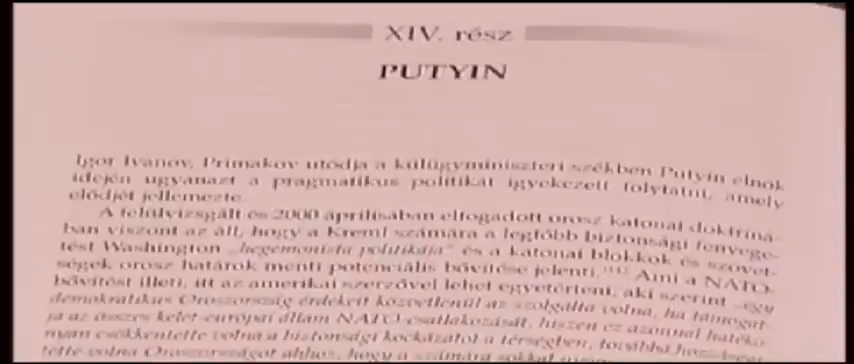 XIV. rész
PUTYIN
Igor Ivanov, Primakov utódja a külügyminiszteri székben Putyin elnök
idején ugyanazt a pragmatikus politikát igyekezett folytatni, amely
elődjét jellemezte.
A felülvizsgált és 2000 áprilisában elfogadott orosz katonai doktríná-
ban viszont az áll, hogy a Kreml számára a legfőbb biztonsági fenyege-
tést Washington „hegemonista politikája" és a katonai blokkok és szövet-
ségek orosz határok menti potenciális bővítése jelenti. Ami a NATO-
bővítést illeti, itt az amerikai szerzővel lehet egyetérteni, aki szerint „egy
demokratikus Oroszország érdekeit közvetlenül az szolgálta volna, ha támogat-
ja az összes kelet-európai állam NATO-csatlakozását, hiszen ez azonnal hatéko-
nyan csökkentette volna a biztonsági kockázatot a térségben, továbbá
tette volna Oroszországot ahhoz, hogy a számára sokkal